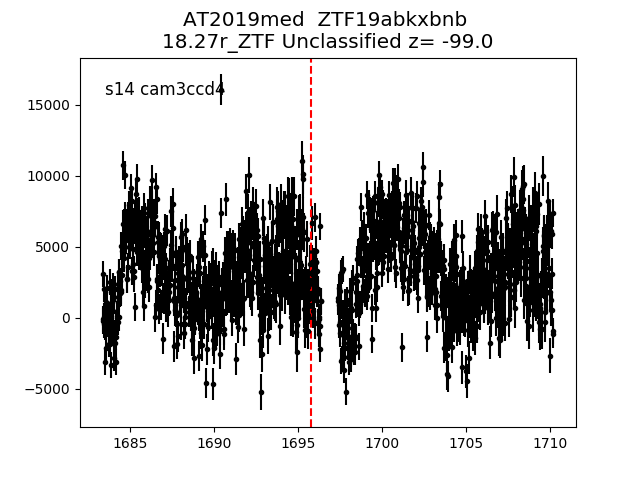 AT2019med  ZTF19abkxbnb
18.27r_ZTF Unclassified z= -99.0
s14 cam3ccd4
15000
10000
5000
0
−5000
1685 1690 1695 1700 1705 1710